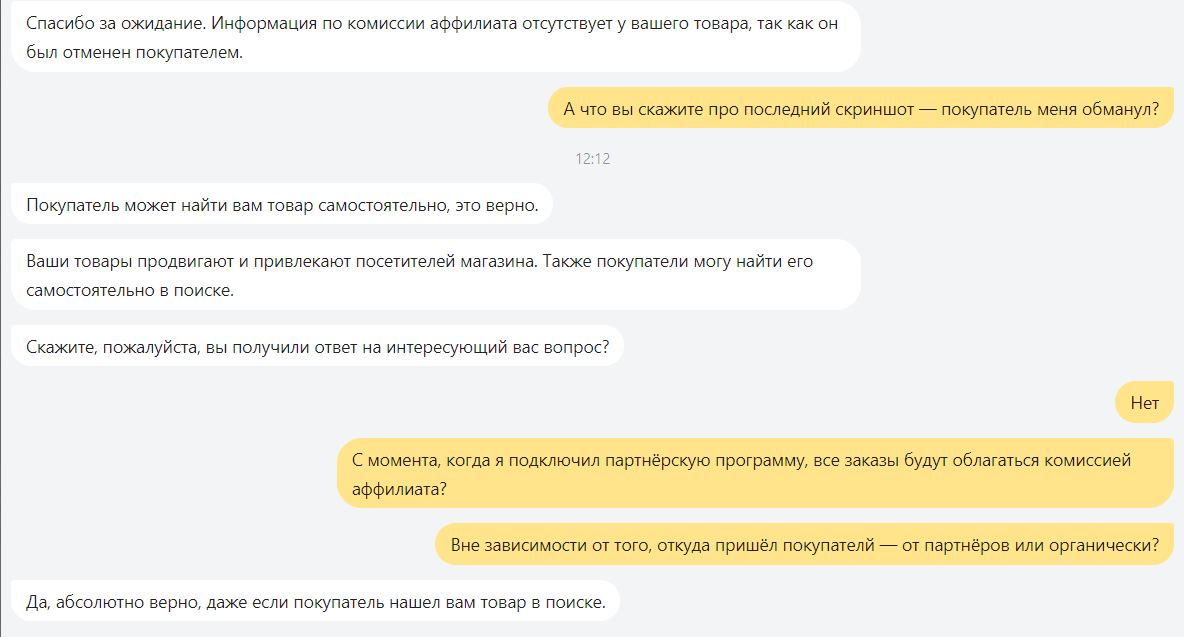 Спасибо за ожидание. Информация по комиссии аффилиата отсутствует у вашего товара, так как он
был отменен покупателем.
А что вы скажите про последний скриншот — покупатель меня обманул?
12:12
Покупатель может найти вам товар самостоятельно, это верно.
Ваши товары продвигают и привлекают посетителей магазина. Также покупатели могу найти его
самостоятельно в поиске.
Скажите, пожалуйста, вы получили ответ на интересующий вас вопрос?
Нет
С момента, когда я подключил партнёрскую программу, все заказы будут облагаться комиссией
аффилиата?
Вне зависимости от того, откуда пришёл покупателй — от партнёров или органически?
Да, абсолютно верно, даже если покупатель нашел вам товар в поиске.